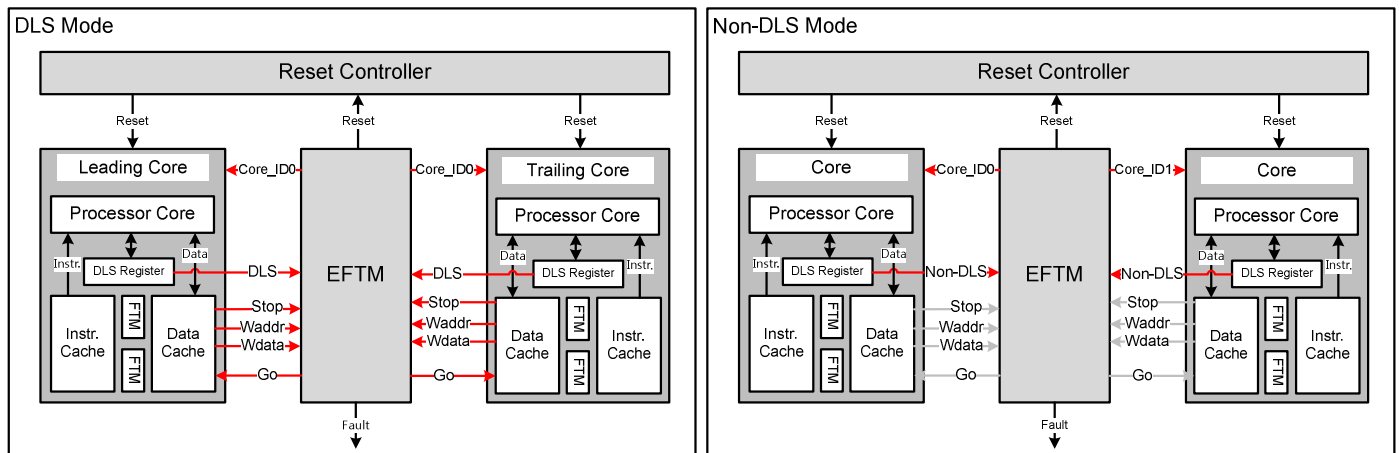 DLS Mode
Reset Controller
Reset
Reset
Reset
Leading Core
Core_ID0
EFTM
Core_ID0
Trailing Core
Processor Core
Processor Core
Instr.
Data
DLS Register
DLS
DLS
DLS Register
Data
Instr.
Stop
Waddr
Wdata
Go
Stop
Waddr
Wdata
Go
Instr.
Cache
FTM
FTM
Data
Cache
Data
Cache
FTM
FTM
Instr.
Cache
Fault
Non-DLS Mode
Reset Controller
Reset
Reset
Reset
Core
Core_ID0
EFTM
Core_ID1
Core
Processor Core
Processor Core
Instr.
Data
DLS Register
Non-DLS
Non-DLS
DLS Register
Data
Instr.
Stop
Waddr
Wdata
Go
Stop
Waddr
Wdata
Go
Instr.
Cache
FTM
FTM
Data
Cache
Data
Cache
FTM
FTM
Instr.
Cache
Fault